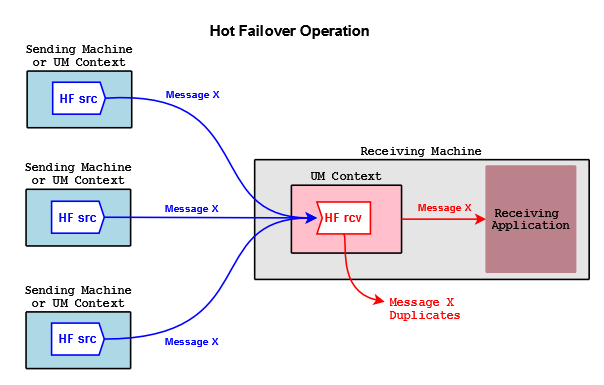 Hot Failover Operation
Sending Machine
or UM Context
HF src
Message X
Sending Machine
or UM Context
HF src
Message X
Sending Machine
or UM Context
HF src
Message X
Receiving Machine
UM Context
HF rcv
Message X
Receiving
Application
Message X
Duplicates